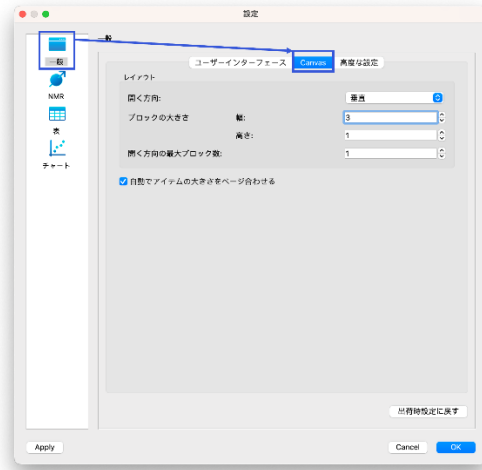 設定
一般
一般
NMR
表
チャート
ユーザーインターフェース Canvas 高度な設定
レイアウト
開く方向: 垂直
ブロックの大きさ 幅: 3
高さ: 1
開く方向の最大ブロック数: 1
自動でアイテムの大きさをページ合わせる
出荷時設定に戻す
Apply Cancel OK